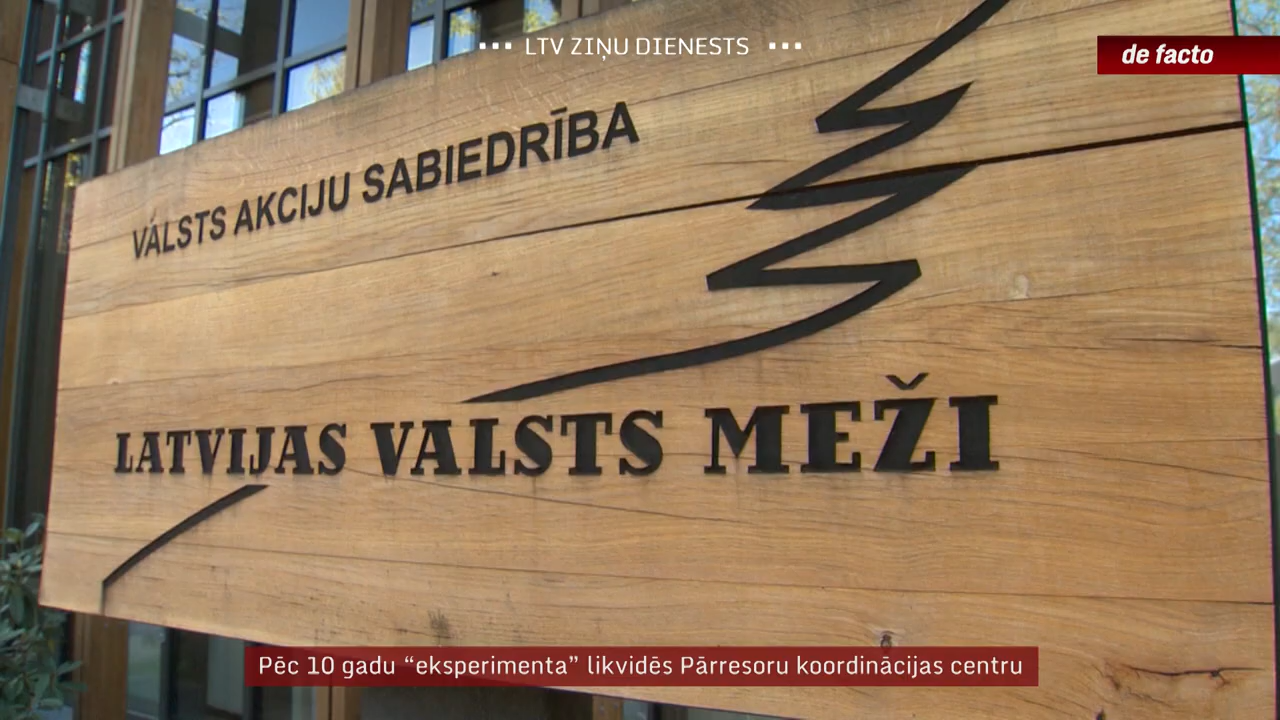 LTV ZIŅU DIENESTS
de facto
VALSTS AKCIJU SABIEDRĪBA
LATVIJAS VALSTS MEŽI
Pēc 10 gadu “eksperimenta” likvidēs Pārresoru koordinācijas centru